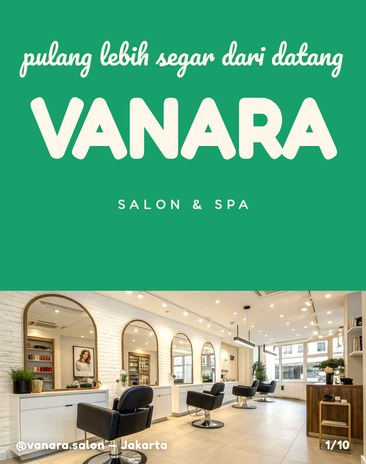 pulang lebih segar dari datang
VANARA
SALON & SPA
@vanara.salon — Jakarta
1/10